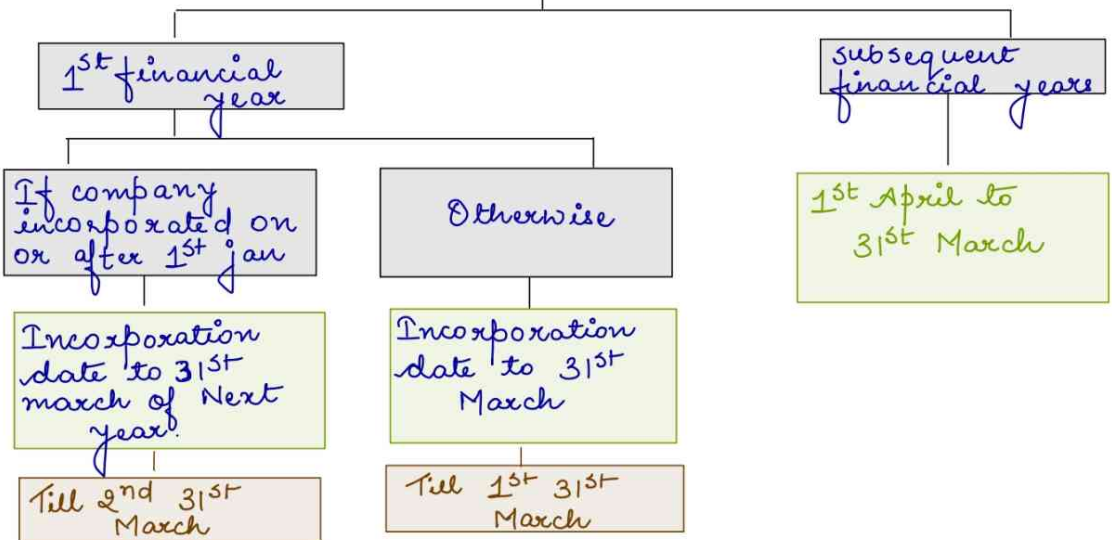 1st financial
year
subsequent
financial years
If company
incorporated on
or after 1st jan
Otherwise
1st April to
31st March
Incorporation
date to 31st
march of Next
year.
Incorporation
date to 31st
March
Till 2nd 31st
March
Till 1st 31st
March